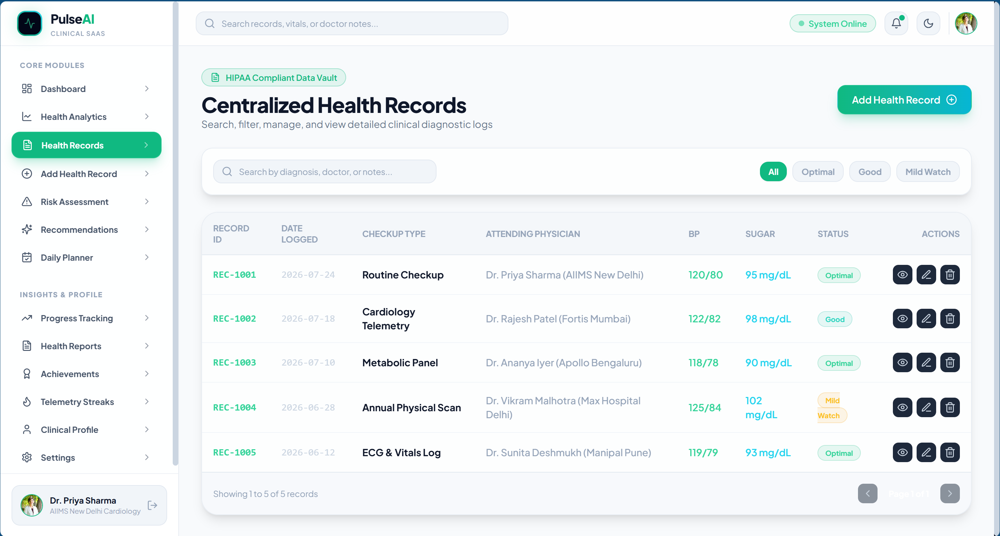 PulseAI
CLINICAL SAAS
Search records, vitals, or doctor notes...
System Online
CORE MODULES
Dashboard
Health Analytics
Health Records
Add Health Record
Risk Assessment
Recommendations
Daily Planner
INSIGHTS & PROFILE
Progress Tracking
Health Reports
Achievements
Telemetry Streaks
Clinical Profile
Settings
Dr. Priya Sharma
AIIMS New Delhi Cardiology
HIPAA Compliant Data Vault
Centralized Health Records
Search, filter, manage, and view detailed clinical diagnostic logs
Add Health Record
Search by diagnosis, doctor, or notes...
All Optimal Good Mild Watch
RECORD ID DATE LOGGED CHECKUP TYPE ATTENDING PHYSICIAN BP SUGAR STATUS ACTIONS
REC-1001 2026-07-24 Routine Checkup Dr. Priya Sharma (AIIMS New Delhi) 120/80 95 mg/dL Optimal
REC-1002 2026-07-18 Cardiology Telemetry Dr. Rajesh Patel (Fortis Mumbai) 122/82 98 mg/dL Good
REC-1003 2026-07-10 Metabolic Panel Dr. Ananya Iyer (Apollo Bengaluru) 118/78 90 mg/dL Optimal
REC-1004 2026-06-28 Annual Physical Scan Dr. Vikram Malhotra (Max Hospital Delhi) 125/84 102 mg/dL Mild Watch
REC-1005 2026-06-12 ECG & Vitals Log Dr. Sunita Deshmukh (Manipal Pune) 119/79 93 mg/dL Optimal
Showing 1 to 5 of 5 records
Page 1 of 1